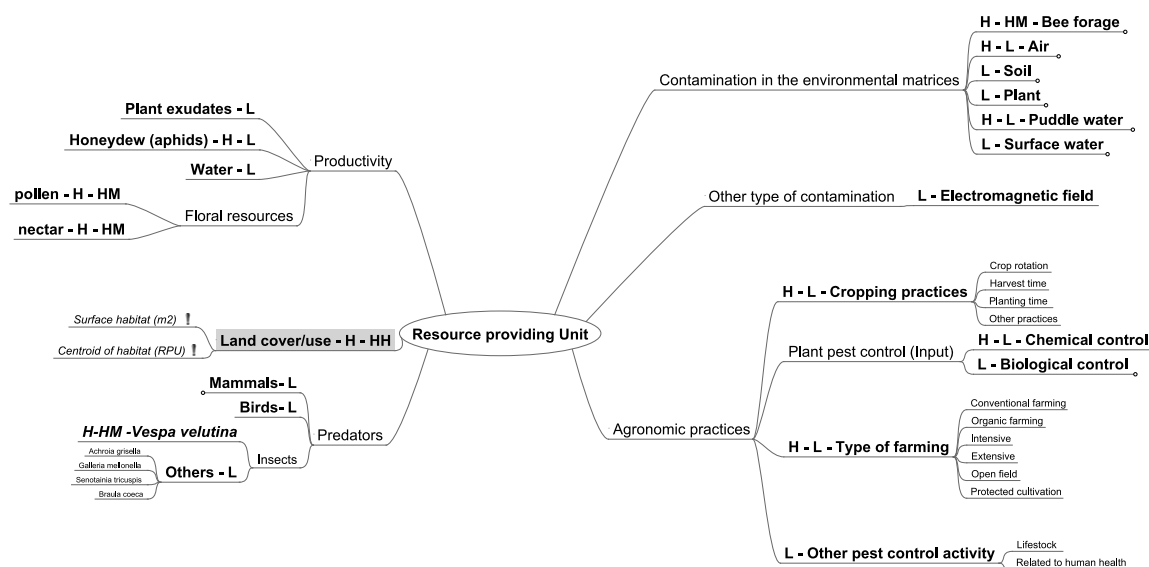 Resource providing Unit
Productivity
Plant exudates - L
Honeydew (aphids) - H - L
Water - L
Floral resources
pollen - H - HM
nectar - H - HM
Land cover/use - H - HH
Surface habitat (m2) !
Centroid of habitat (RPU) !
Predators
Mammals- L
Birds- L
Insects
H-HM -Vespa velutina
Others - L
Achroia grisella
Galleria mellonella
Senotainia tricuspis
Braula coeca
Contamination in the environmental matrices
H - HM - Bee forage
H - L - Air
L - Soil
L - Plant
H - L - Puddle water
L - Surface water
Other type of contamination
L - Electromagnetic field
Agronomic practices
H - L - Cropping practices
Crop rotation
Harvest time
Planting time
Other practices
Plant pest control (Input)
H - L - Chemical control
L - Biological control
H - L - Type of farming
Conventional farming
Organic farming
Intensive
Extensive
Open field
Protected cultivation
L - Other pest control activity
Lifestock
Related to human health